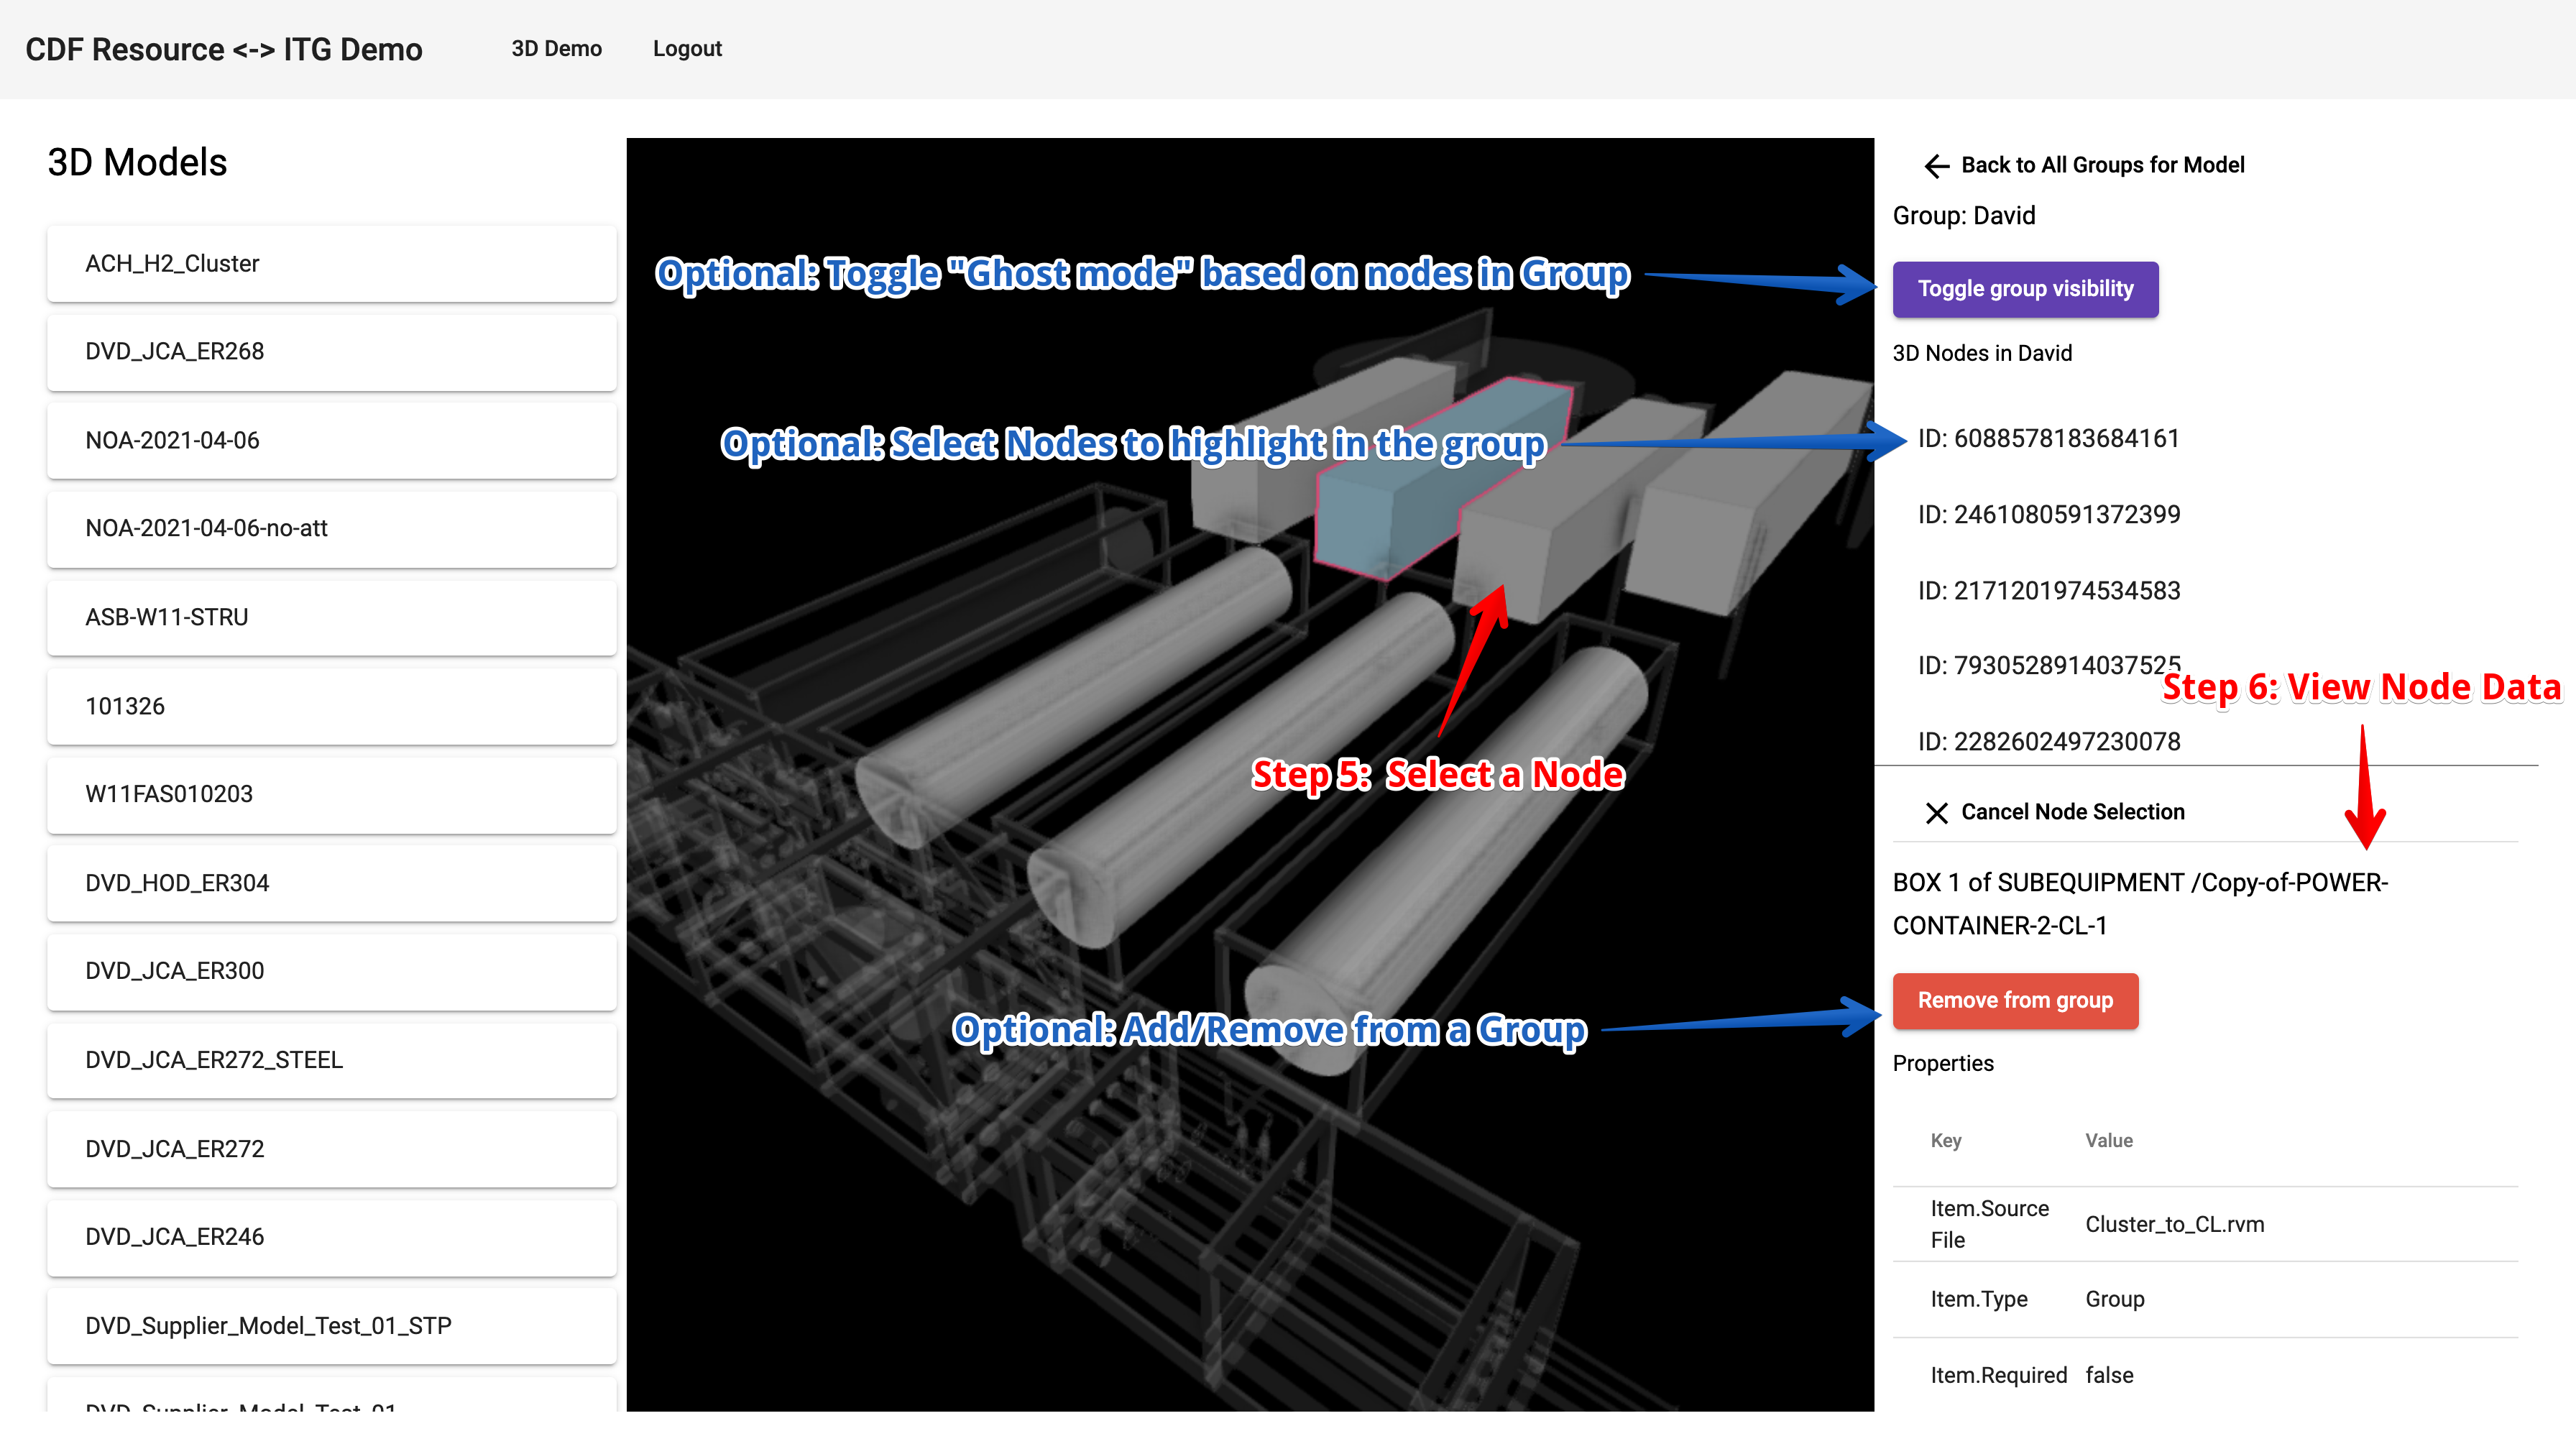 CDF Resource <-> ITG Demo
3D Demo
Logout
3D Models
ACH_H2_Cluster
DVD_JCA_ER268
NOA-2021-04-06
NOA-2021-04-06-no-att
ASB-W11-STRU
101326
W11FAS010203
DVD_HOD_ER304
DVD_JCA_ER300
DVD_JCA_ER272_STEEL
DVD_JCA_ER272
DVD_JCA_ER246
DVD_Supplier_Model_Test_01_STP
DVD_Supplier_Model_Test_01
Optional: Toggle "Ghost mode" based on nodes in Group
Optional: Select Nodes to highlight in the group
Step 5: Select a Node
Optional: Add/Remove from a Group
Back to All Groups for Model
Group: David
Toggle group visibility
3D Nodes in David
ID: 6088578183684161
ID: 2461080591372399
ID: 2171201974534583
ID: 7930528914037525
Step 6: View Node Data
ID: 2282602497230078
Cancel Node Selection
BOX 1 of SUBEQUIPMENT /Copy-of-POWER-
CONTAINER-2-CL-1
Remove from group
Properties
Key Value
Item.Source
File
Cluster_to_CL.rvm
Item.Type Group
Item.Required false